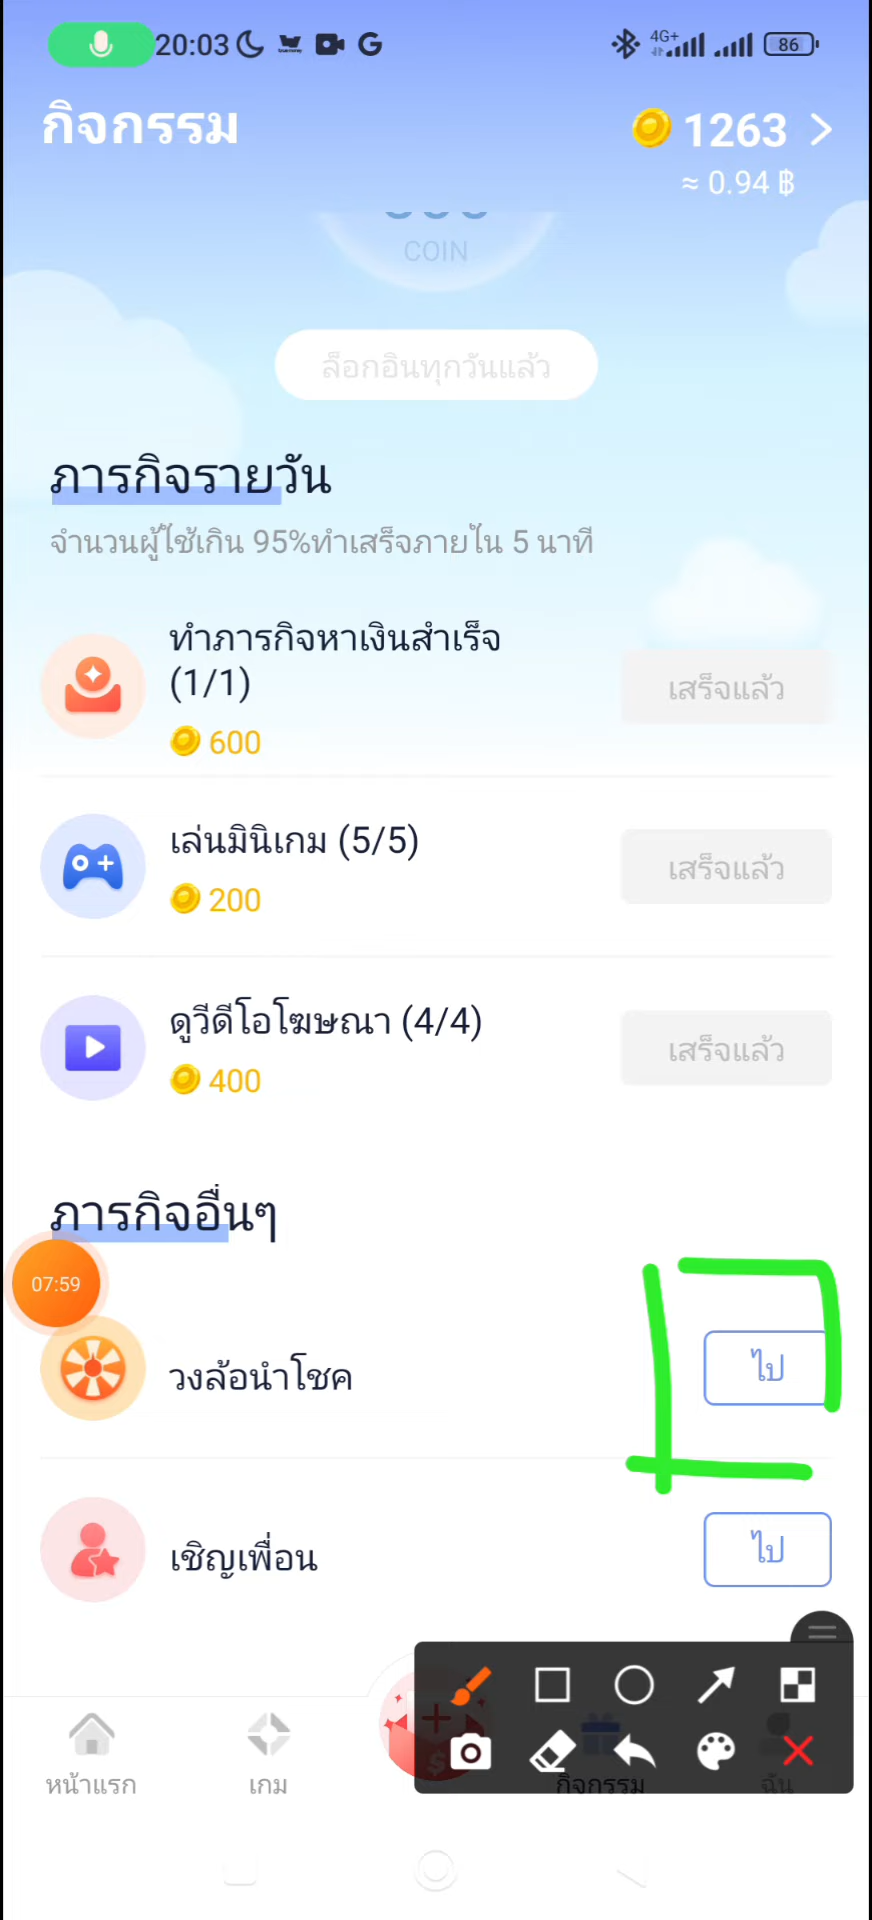 20:03
4G+
86
กิจกรรม
1263
≈ 0.94 ฿
COIN
ล็อกอินทุกวันแล้ว
ภารกิจรายวัน
จำนวนผู้ใช้เกิน 95%ทำเสร็จภายใน 5 นาที
ทำภารกิจหาเงินสำเร็จ
(1/1)
เสร็จแล้ว
600
เล่นมินิเกม (5/5)
เสร็จแล้ว
200
ดูวีดีโอโฆษณา (4/4)
เสร็จแล้ว
400
ภารกิจอื่นๆ
07:59
วงล้อนำโชค
ไป
เชิญเพื่อน
ไป
หน้าแรก
เกม
กิจกรรม
ฉัน